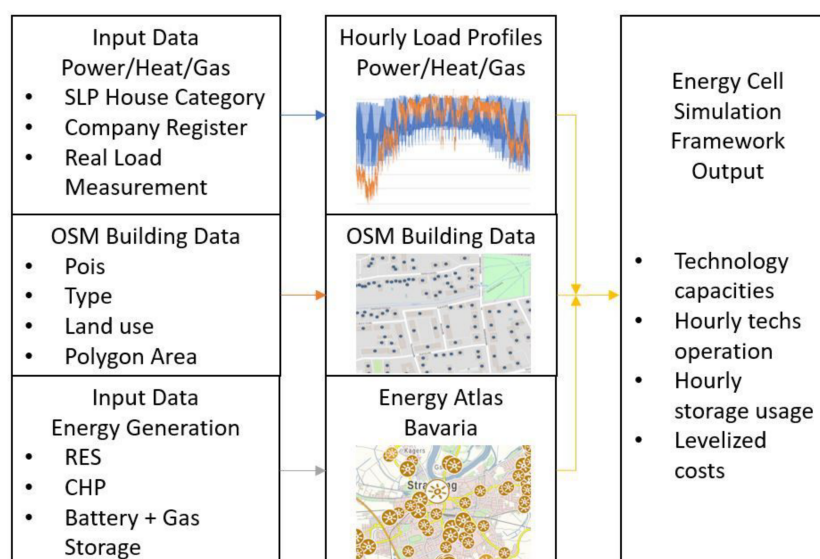 Input Data
Power/Heat/Gas
• SLP House Category
• Company Register
• Real Load
Measurement
Hourly Load Profiles
Power/Heat/Gas
Energy Cell
Simulation
Framework
Output
• Technology
capacities
• Hourly techs
operation
• Hourly
storage usage
• Levelized
costs
OSM Building Data
• Pois
• Type
• Land use
• Polygon Area
OSM Building Data
Input Data
Energy Generation
• RES
• CHP
• Battery + Gas
Storage
Energy Atlas
Bavaria
Kagers